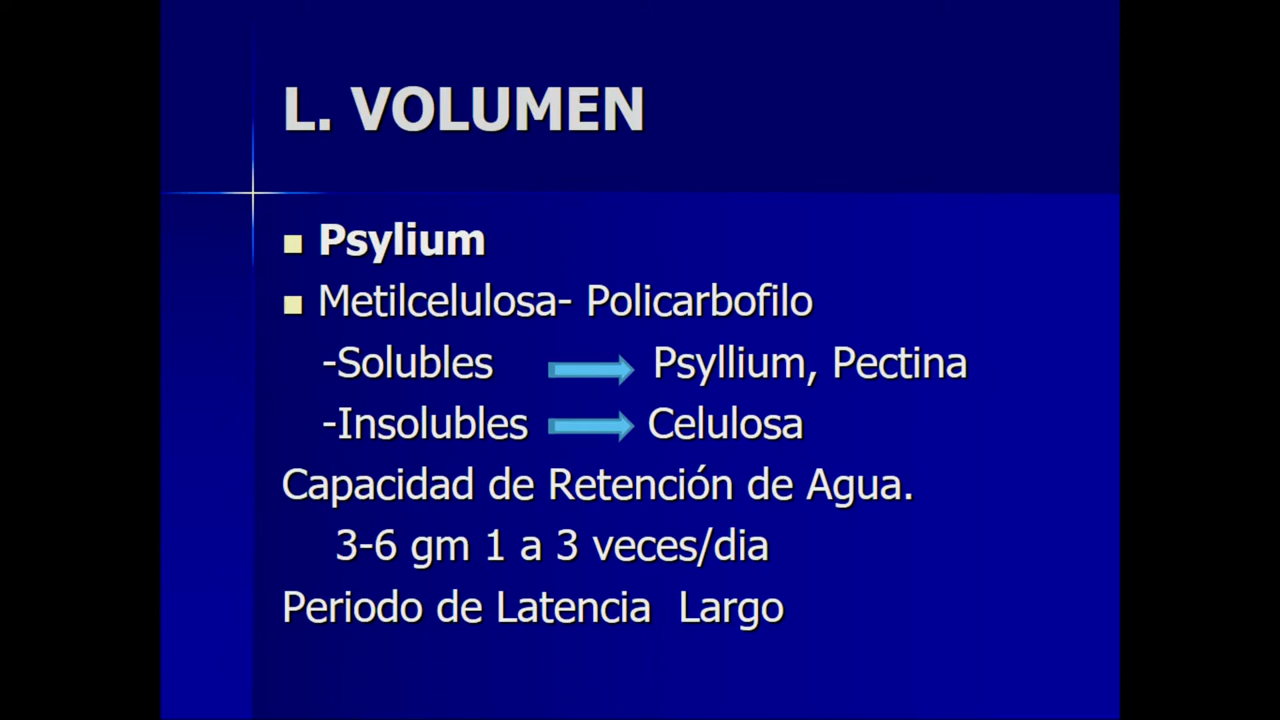 L. VOLUMEN
Psylium
Metilcelulosa- Policarbofilo
-Solubles Psyllium, Pectina
-Insolubles Celulosa
Capacidad de Retención de Agua.
3-6 gm 1 a 3 veces/dia
Periodo de Latencia Largo